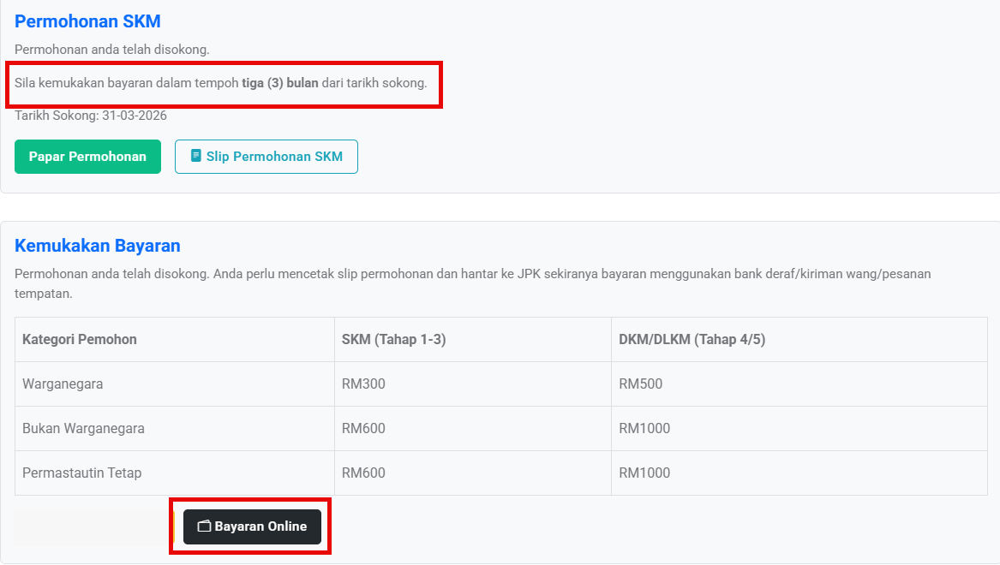 Permohonan SKM
Permohonan anda telah disokong.
Sila kemukakan bayaran dalam tempoh tiga (3) bulan dari tarikh sokong.
Tarikh Sokong: 31-03-2026
Papar Permohonan
Slip Permohonan SKM
Kemukakan Bayaran
Permohonan anda telah disokong. Anda perlu mencetak slip permohonan dan hantar ke JPK sekiranya bayaran menggunakan bank deraf/kiriman wang/pesanan
tempatan.
Kategori Pemohon SKM (Tahap 1-3) DKM/DLKM (Tahap 4/5)
Warganegara RM300 RM500
Bukan Warganegara RM600 RM1000
Permastautin Tetap RM600 RM1000
Bayaran Online